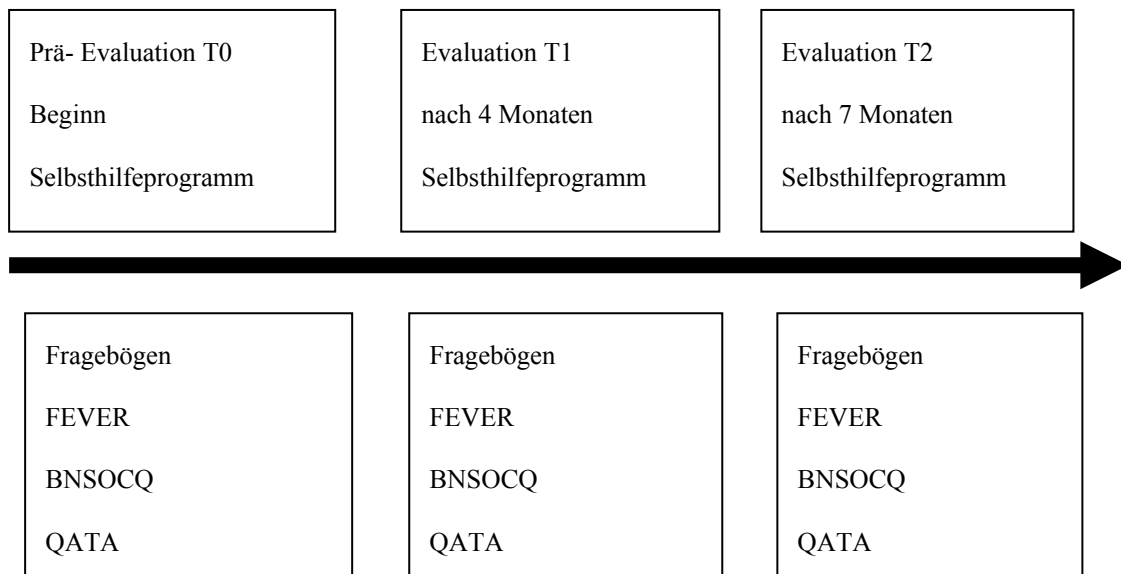 Prä- Evaluation T0
Beginn
Selbsthilfeprogramm
Evaluation T1
nach 4 Monaten
Selbsthilfeprogramm
Evaluation T2
nach 7 Monaten
Selbsthilfeprogramm
Fragebögen
FEVER
BNSOCQ
QATA
Fragebögen
FEVER
BNSOCQ
QATA
Fragebögen
FEVER
BNSOCQ
QATA